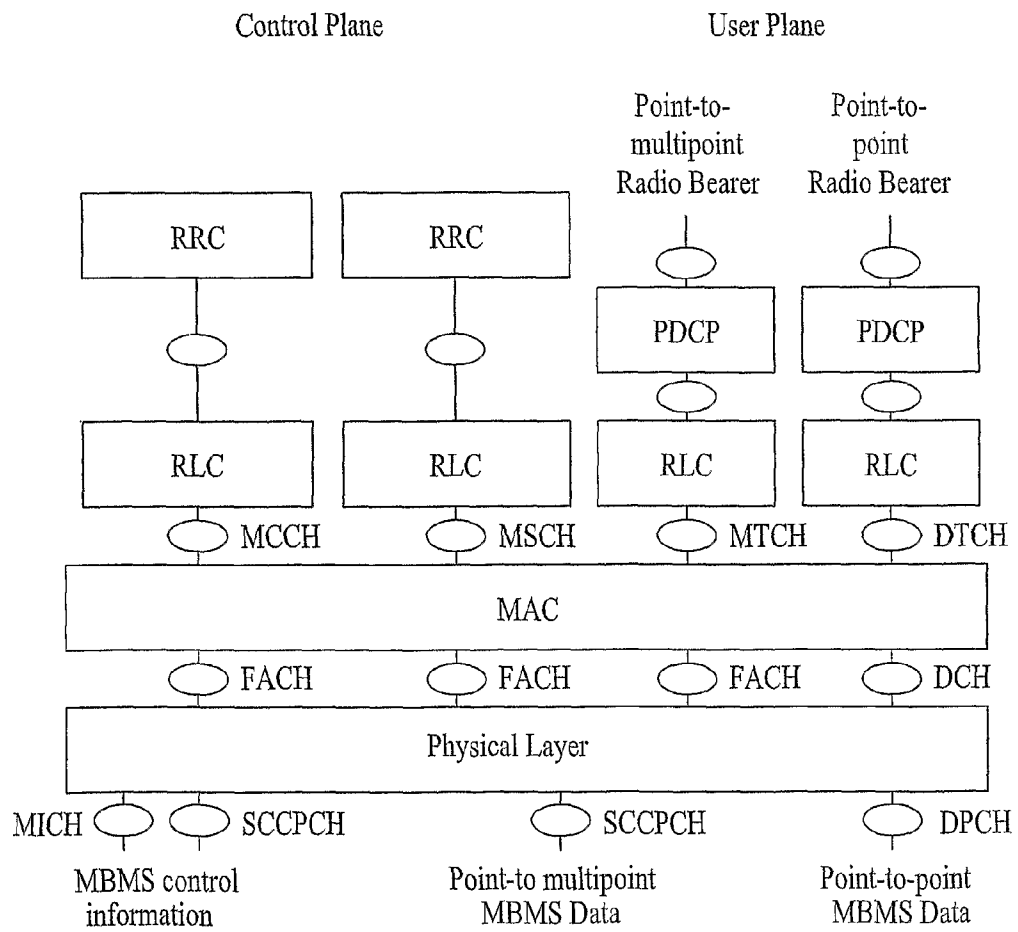 Control Plane
User Plane
Point-to-
multipoint
Radio Bearer
Point-to-
point
Radio Bearer
RRC
RRC
PDCP
PDCP
RLC
RLC
RLC
RLC
MCCH
MSCH
MTCH
DTCH
MAC
FACH
FACH
FACH
DCH
Physical Layer
MICH
SCCPCH
SCCPCH
DPCH
MBMS control
information
Point-to multipoint
MBMS Data
Point-to-point
MBMS Data